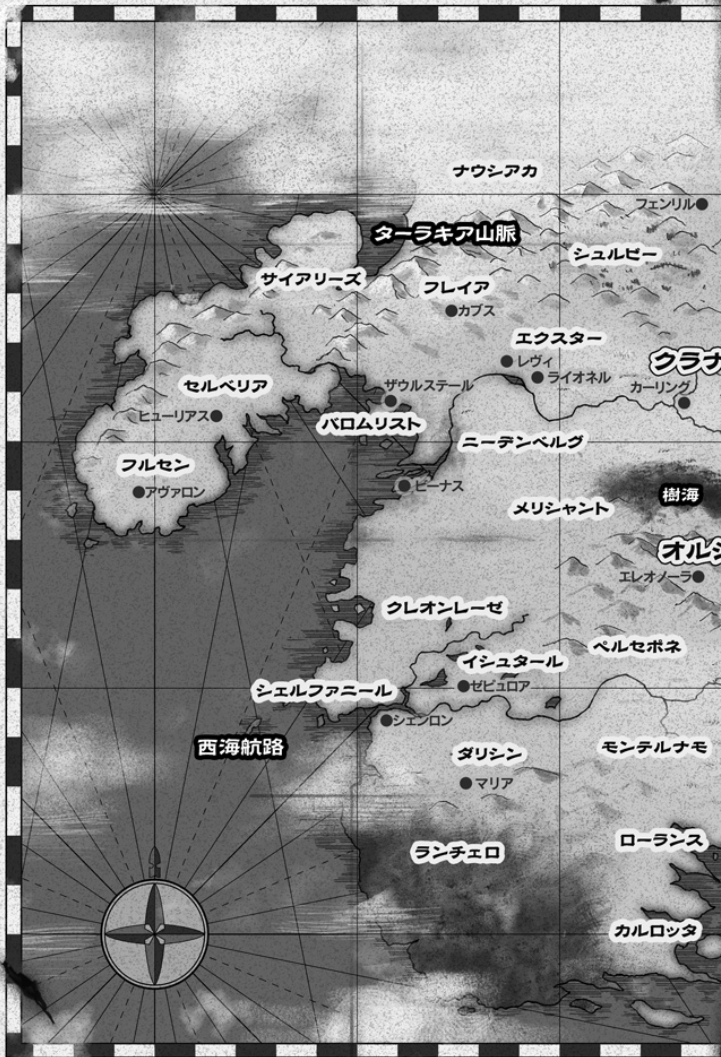 ナウシアカ
フェンリル
ターラキア山脈
シュルピー
サイアリーズ
フレイア
カブス
エクスター
レヴィ
ライオネル
クラナ
カーリング
セルベリア
ヒューリアス
ザウルステール
バロムリスト
ニーデンベルグ
フルセン
アヴァロン
ビーナス
メリシャント
樹海
オルシ
エレオノーラ
クレオンレーゼ
ペルセポネ
イシュタール
ゼピュロア
シェルファニール
シェンロン
西海航路
ダリシン
マリア
モンテルナモ
ランチェロ
ローランス
カルロッタ